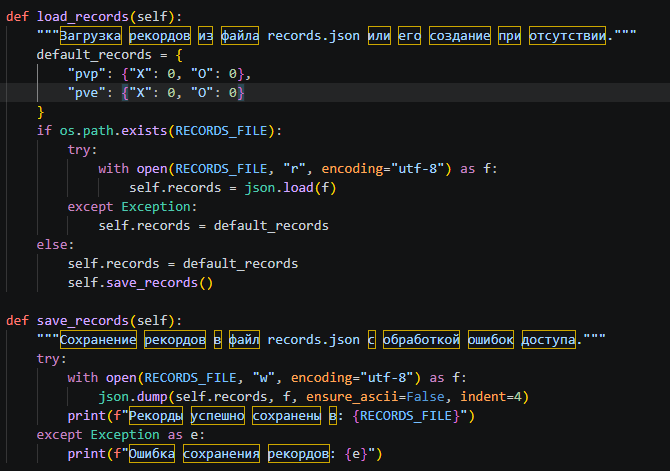 def load_records(self):
    """Загрузка рекордов из файла records.json или его создание при отсутствии."""
    default_records = {
        "pvp": {"X": 0, "O": 0},
        "pve": {"X": 0, "O": 0}
    }
    if os.path.exists(RECORDS_FILE):
        try:
            with open(RECORDS_FILE, "r", encoding="utf-8") as f:
                self.records = json.load(f)
        except Exception:
            self.records = default_records
    else:
        self.records = default_records
        self.save_records()

def save_records(self):
    """Сохранение рекордов в файл records.json с обработкой ошибок доступа."""
    try:
        with open(RECORDS_FILE, "w", encoding="utf-8") as f:
            json.dump(self.records, f, ensure_ascii=False, indent=4)
        print(f"Рекорды успешно сохранены в: {RECORDS_FILE}")
    except Exception as e:
        print(f"Ошибка сохранения рекордов: {e}")